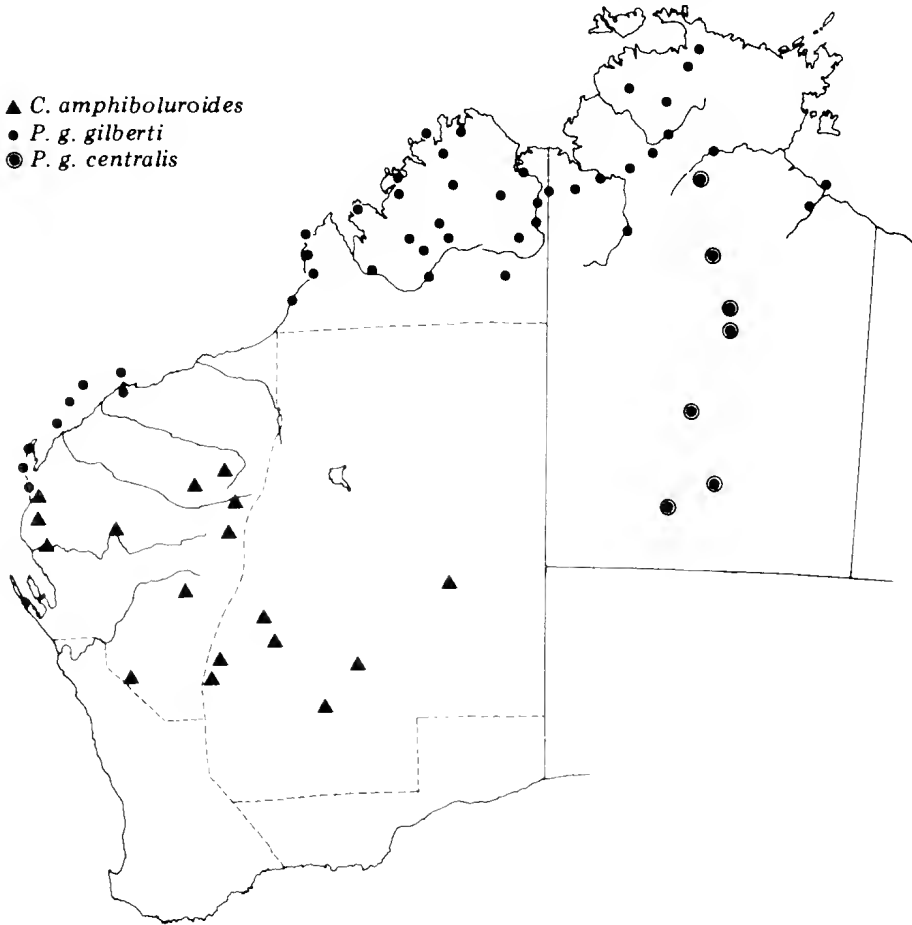 ▲ C. amphiboluroides
● P. g. gilberti
◉ P. g. centralis